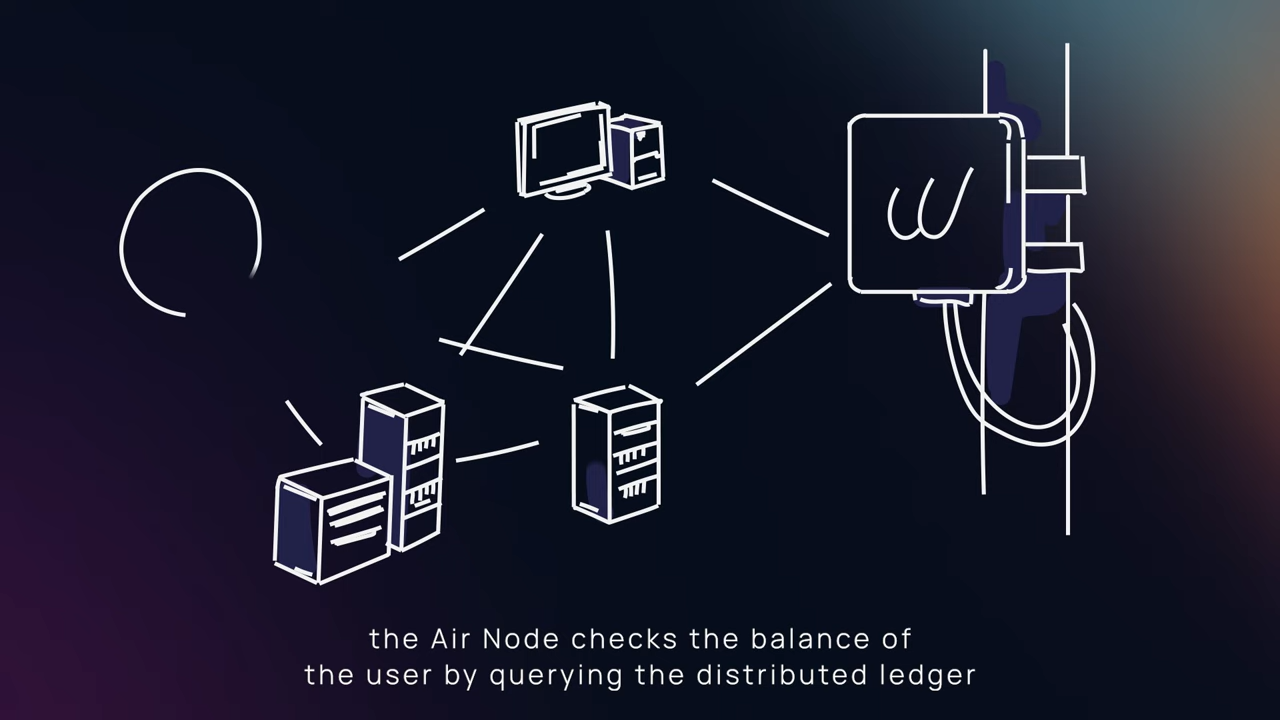 W
the Air Node checks the balance of
the user by querying the distributed ledger